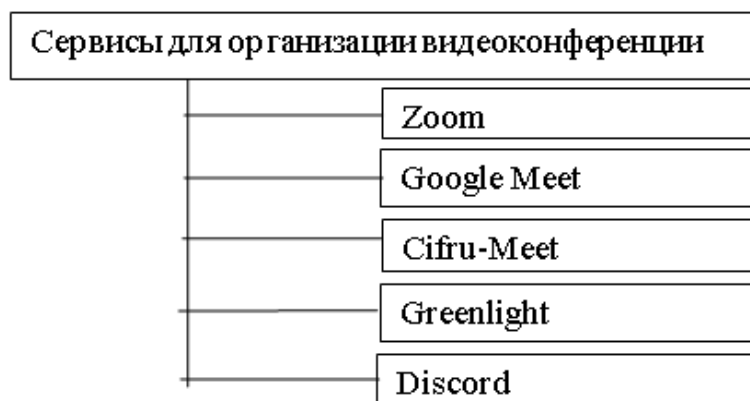 Сервисы для организации видеоконференции
Zoom
Google Meet
Cifru-Meet
Greenlight
Discord